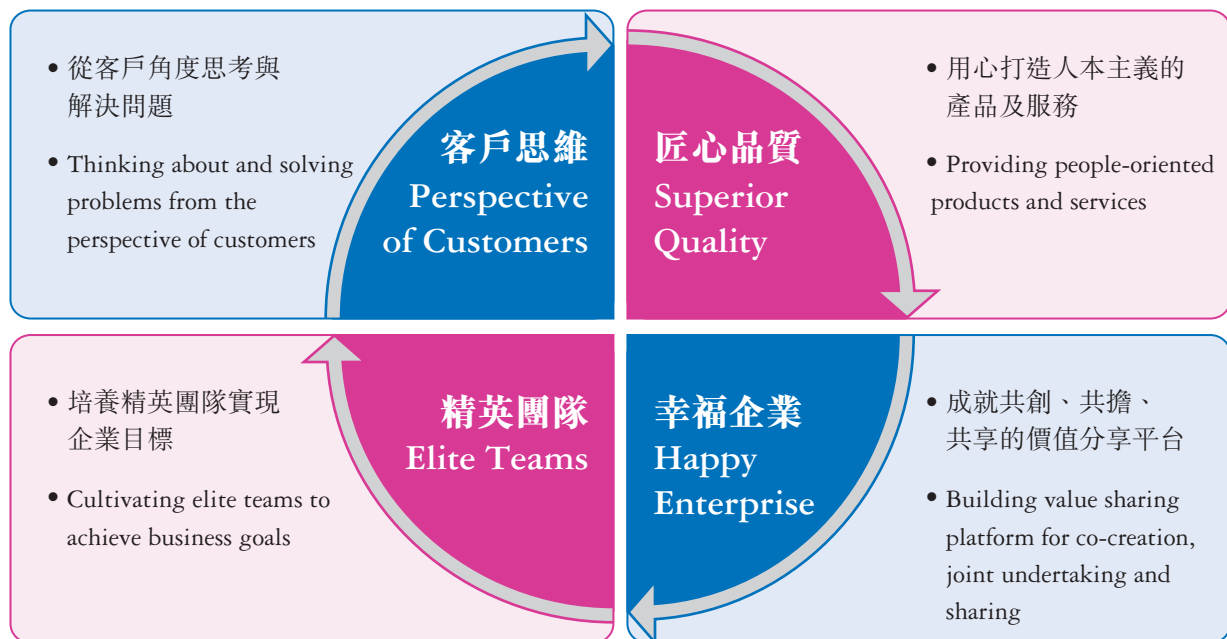 • 從客戶角度思考與
解決問題
• Thinking about and solving
problems from the
perspective of customers
客戶思維
Perspective
of Customers
匠心品質
Superior
Quality
• 用心打造人本主義的
產品及服務
• Providing people-oriented
products and services
• 培養精英團隊實現
企業目標
• Cultivating elite teams to
achieve business goals
精英團隊
Elite Teams
幸福企業
Happy
Enterprise
• 成就共創、共擔、
共享的價值分享平台
• Building value sharing
platform for co-creation,
joint undertaking and
sharing